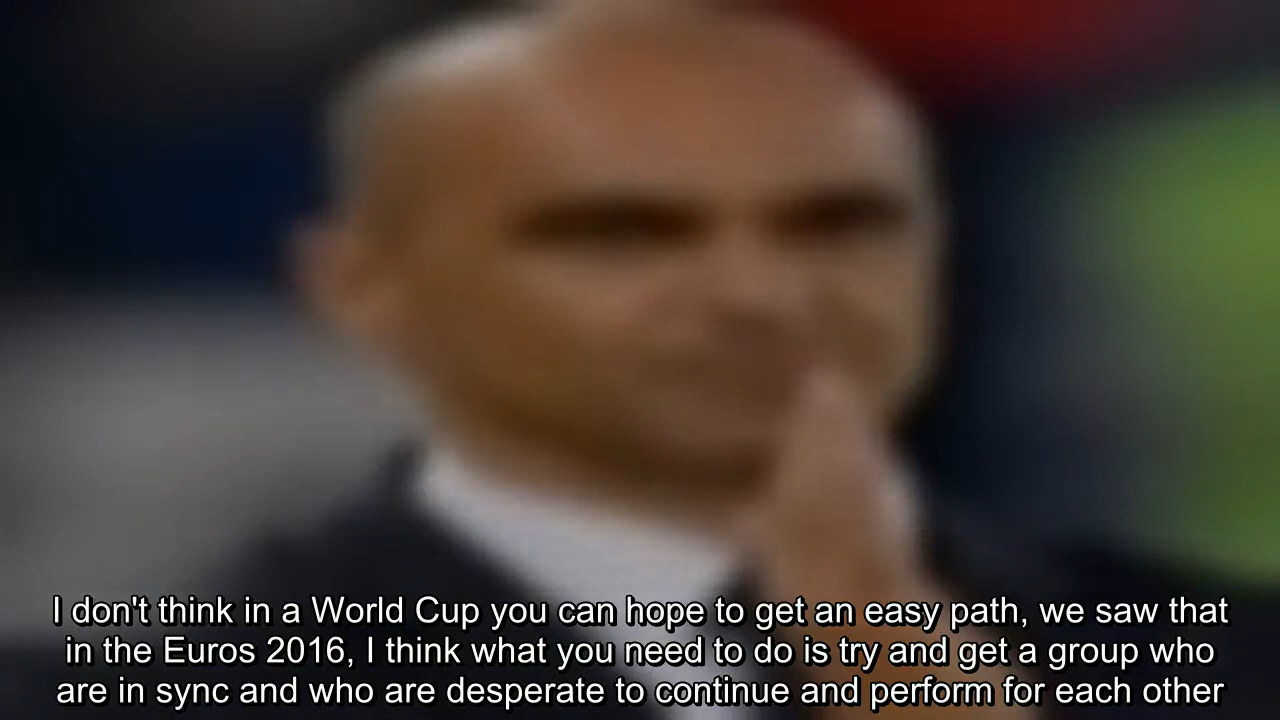 I don't think in a World Cup you can hope to get an easy path, we saw that
in the Euros 2016, I think what you need to do is try and get a group who
are in sync and who are desperate to continue and perform for each other